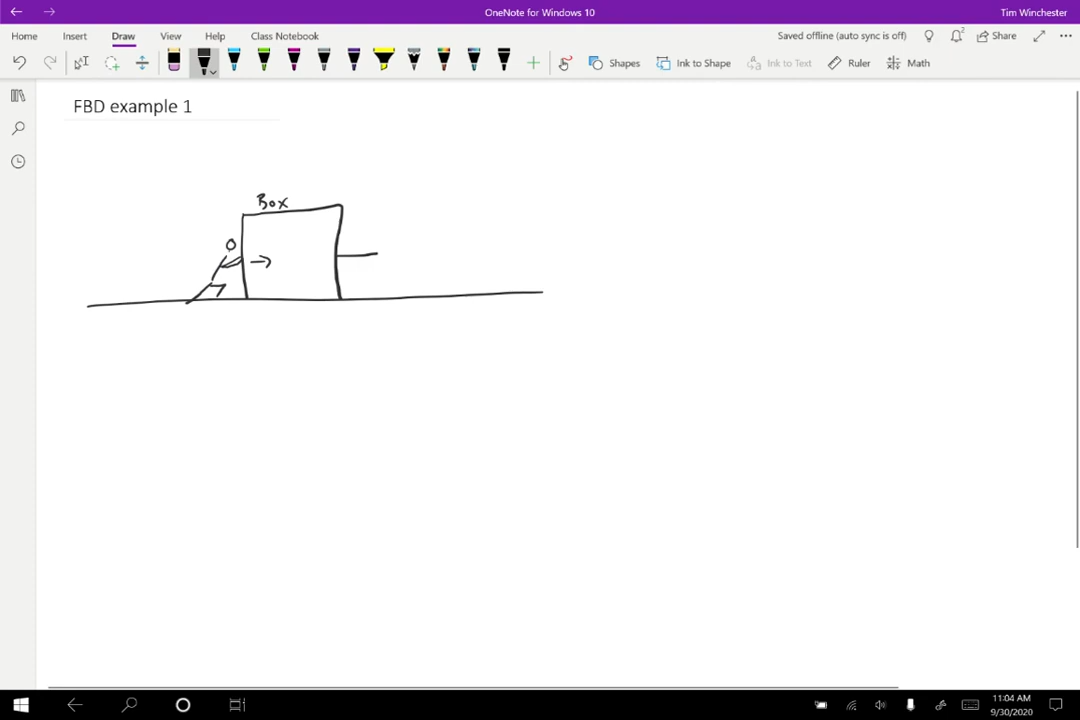 OneNote for Windows 10
Tim Winchester
Home Insert Draw View Help Class Notebook
Saved offline (auto sync is off)
Share
Shapes
Ink to Shape
Ink to Text
Ruler
Math
FBD example 1
Box
11:04 AM
9/30/2020